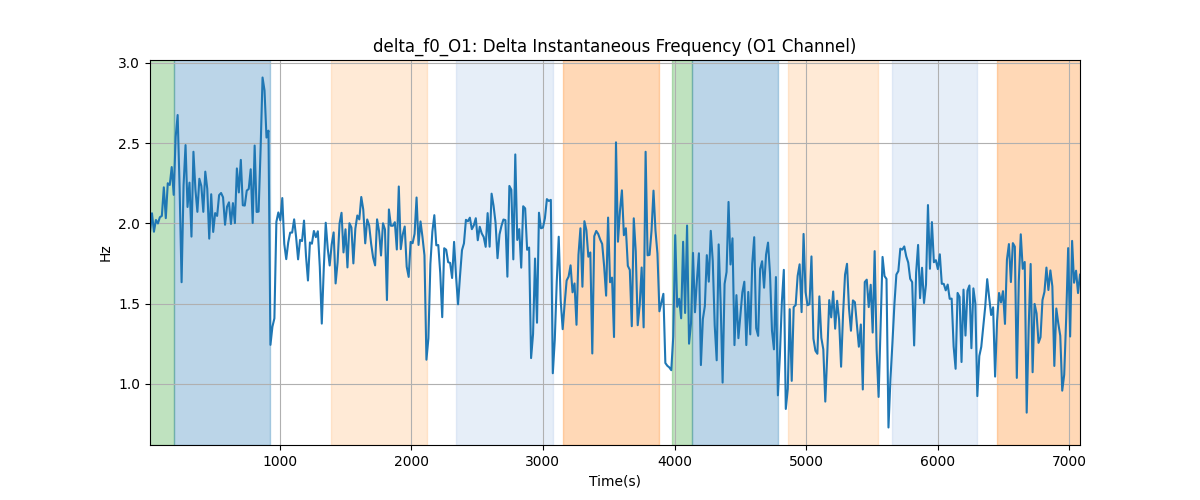 delta_f0_O1: Delta Instantaneous Frequency (O1 Channel)
3.0
2.5
2.0
1.5
1.0
Hz
1000 2000 3000 4000 5000 6000 7000
Time(s)